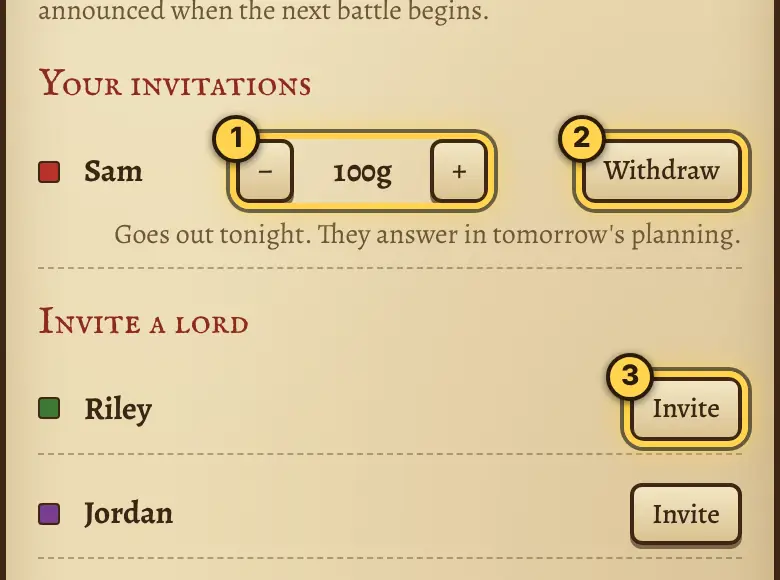 announced when the next battle begins.
Your invitations
1
2
Sam
−
100g
+
Withdraw
Goes out tonight. They answer in tomorrow's planning.
Invite a lord
3
Riley
Invite
Jordan
Invite